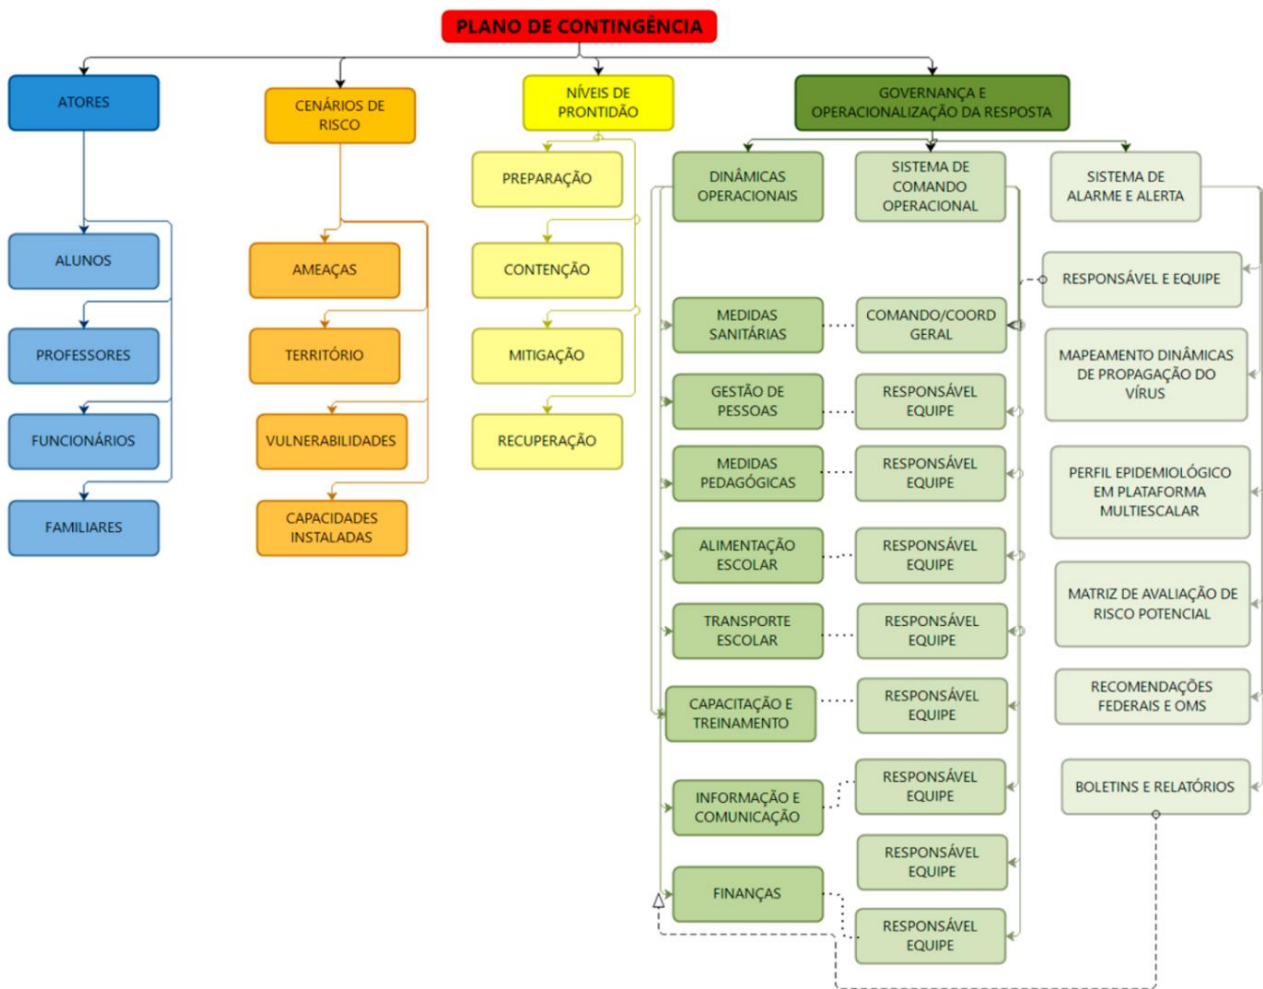 PLANO DE CONTINGÊNCIA
ATORES
CENÁRIOS DE
RISCO
NÍVEIS DE
PRONTIDÃO
GOVERNANÇA E
OPERACIONALIZAÇÃO DA RESPOSTA
ALUNOS
PROFESSORES
FUNCIONÁRIOS
FAMILIARES
AMEAÇAS
TERRITÓRIO
VULNERABILIDADES
CAPACIDADES
INSTALADAS
PREPARAÇÃO
CONTENÇÃO
MITIGAÇÃO
RECUPERAÇÃO
DINÂMICAS
OPERACIONAIS
MEDIDAS
SANITÁRIAS
GESTÃO DE
PESSOAS
MEDIDAS
PEDAGÓGICAS
ALIMENTAÇÃO
ESCOLAR
TRANSPORTE
ESCOLAR
CAPACITAÇÃO E
TREINAMENTO
INFORMAÇÃO E
COMUNICAÇÃO
FINANÇAS
SISTEMA DE
COMANDO
OPERACIONAL
COMANDO/COORD
GERAL
RESPONSÁVEL
EQUIPE
RESPONSÁVEL
EQUIPE
RESPONSÁVEL
EQUIPE
RESPONSÁVEL
EQUIPE
RESPONSÁVEL
EQUIPE
RESPONSÁVEL
EQUIPE
RESPONSÁVEL
EQUIPE
RESPONSÁVEL
EQUIPE
SISTEMA DE
ALARME E ALERTA
RESPONSÁVEL E EQUIPE
MAPEAMENTO DINÂMICAS
DE PROPAGAÇÃO DO
VÍRUS
PERFIL EPIDEMIOLÓGICO
EM PLATAFORMA
MULTIESCALAR
MATRIZ DE AVALIAÇÃO DE
RISCO POTENCIAL
RECOMENDAÇÕES
FEDERAIS E OMS
BOLETINS E RELATÓRIOS